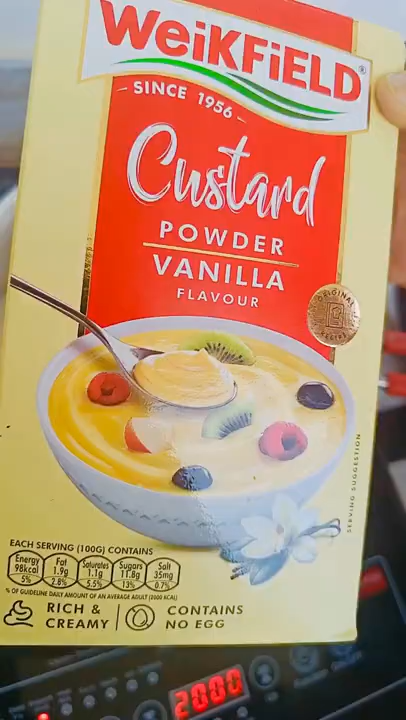 WeiKFiELD®
SINCE 1956
Custard
POWDER
VANILLA
FLAVOUR
ORIGINAL
RECIPE
SERVING SUGGESTION
EACH SERVING (100G) CONTAINS
Energy Fat Saturates Sugars Salt
98kcal 1.9g 1.1g 11.8g 35mg
5% 2.8% 5.5% 13% 0.7%
% OF GUIDELINE DAILY AMOUNT OF AN AVERAGE ADULT (2000 KCAL)
RICH & CREAMY
CONTAINS NO EGG
2000